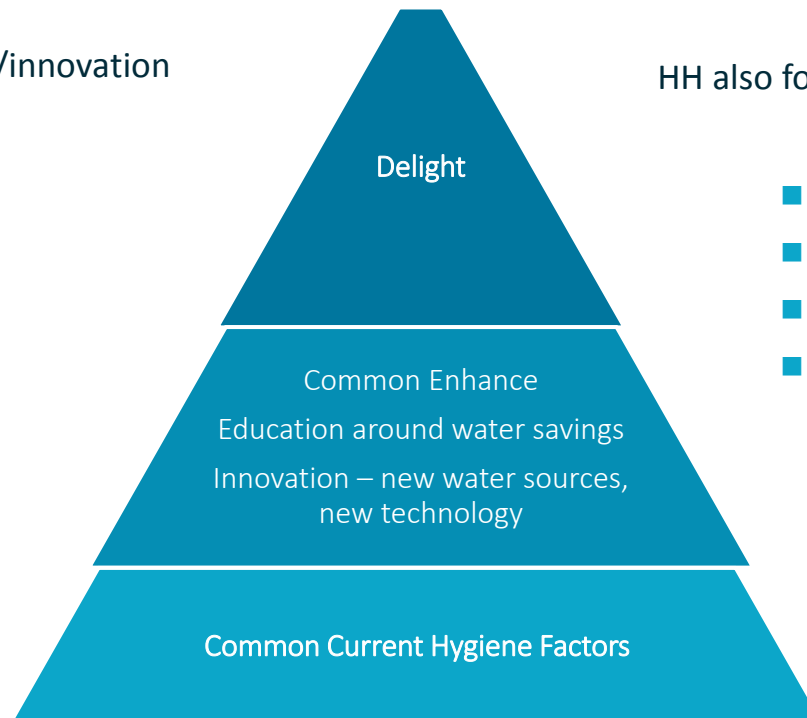 /innovation
HH also fo
Delight
Common Enhance
Education around water savings
Innovation – new water sources,
new technology
Common Current Hygiene Factors